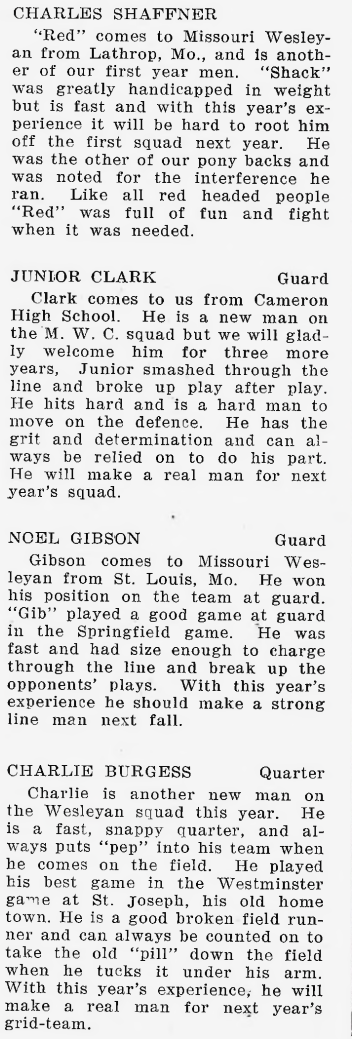 CHARLES SHAFFNER
"Red" comes to Missouri Wesley-
an from Lathrop, Mo., and is anoth-
er of our first year men. "Shack"
was greatly handicapped in weight
but is fast and with this year's ex-
perience it will be hard to root him
off the first squad next year. He
was the other of our pony backs and
was noted for the interference he
ran. Like all red headed people
"Red" was full of fun and fight
when it was needed.
JUNIOR CLARK Guard
Clark comes to us from Cameron
High School. He is a new man on
the M. W. C. squad but we will glad-
ly welcome him for three more
years, Junior smashed through the
line and broke up play after play.
He hits hard and is a hard man to
move on the defence. He has the
grit and determination and can al-
ways be relied on to do his part.
He will make a real man for next
year's squad.
NOEL GIBSON Guard
Gibson comes to Missouri Wes-
leyan from St. Louis, Mo. He won
his position on the team at guard.
"Gib" played a good game at guard
in the Springfield game. He was
fast and had size enough to charge
through the line and break up the
opponents' plays. With this year's
experience he should make a strong
line man next fall.
CHARLIE BURGESS Quarter
Charlie is another new man on
the Wesleyan squad this year. He
is a fast, snappy quarter, and al-
ways puts "pep" into his team when
he comes on the field. He played
his best game in the Westminster
game at St. Joseph, his old home
town. He is a good broken field run-
ner and can always be counted on to
take the old "pill" down the field
when he tucks it under his arm.
With this year's experience, he will
make a real man for next year's
grid-team.